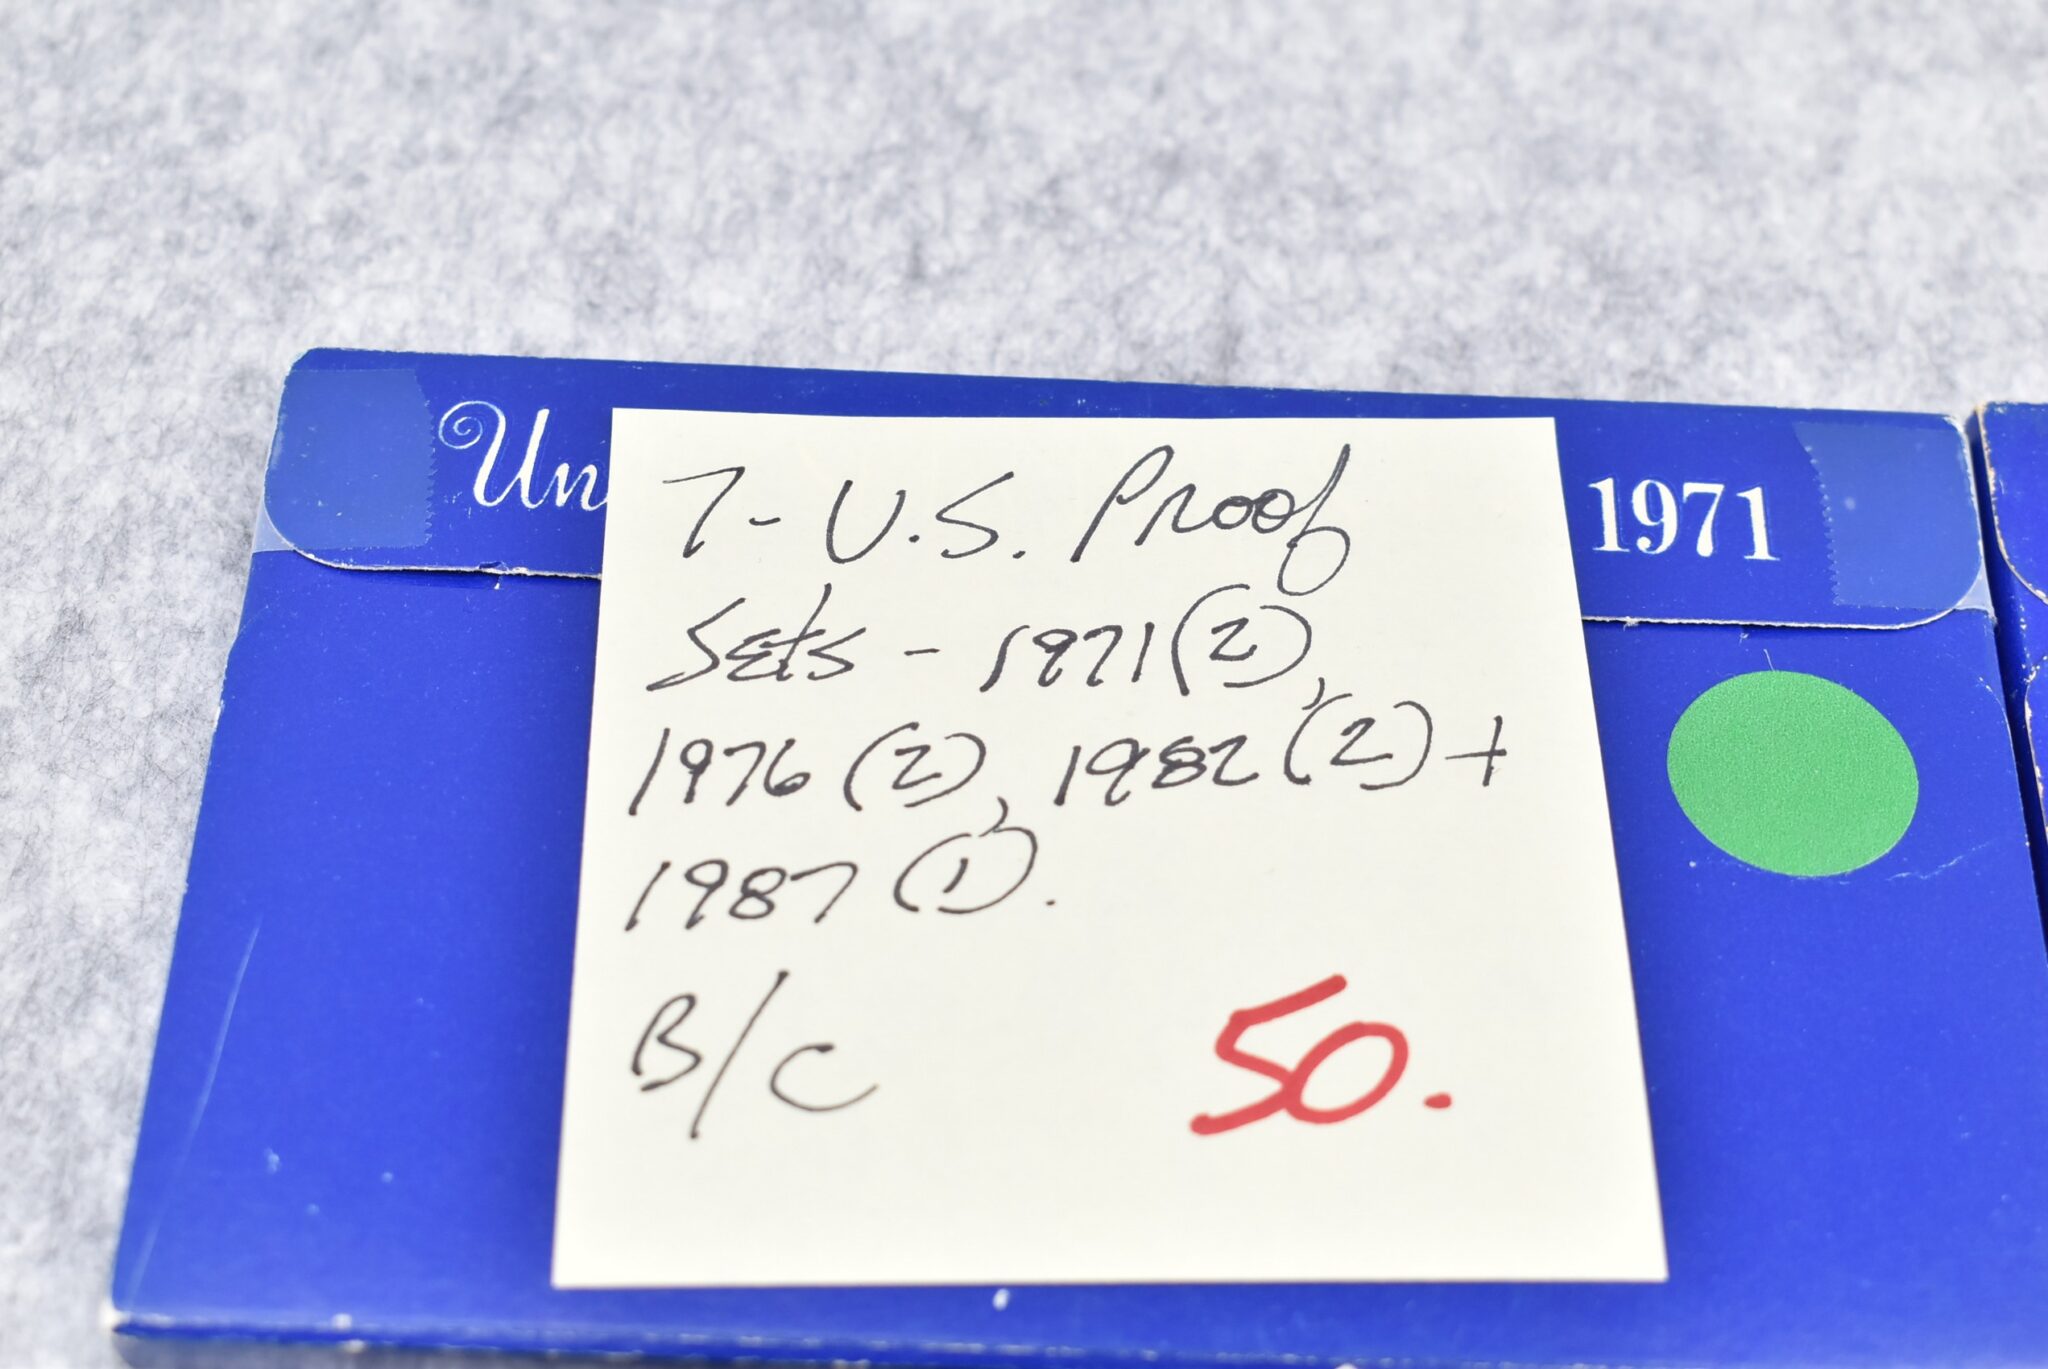 Un
1971
7- U.S. Proof
Sets - 1971(2),
1976 (2), 1982 (2) +
1987 (1).
B/C
50.